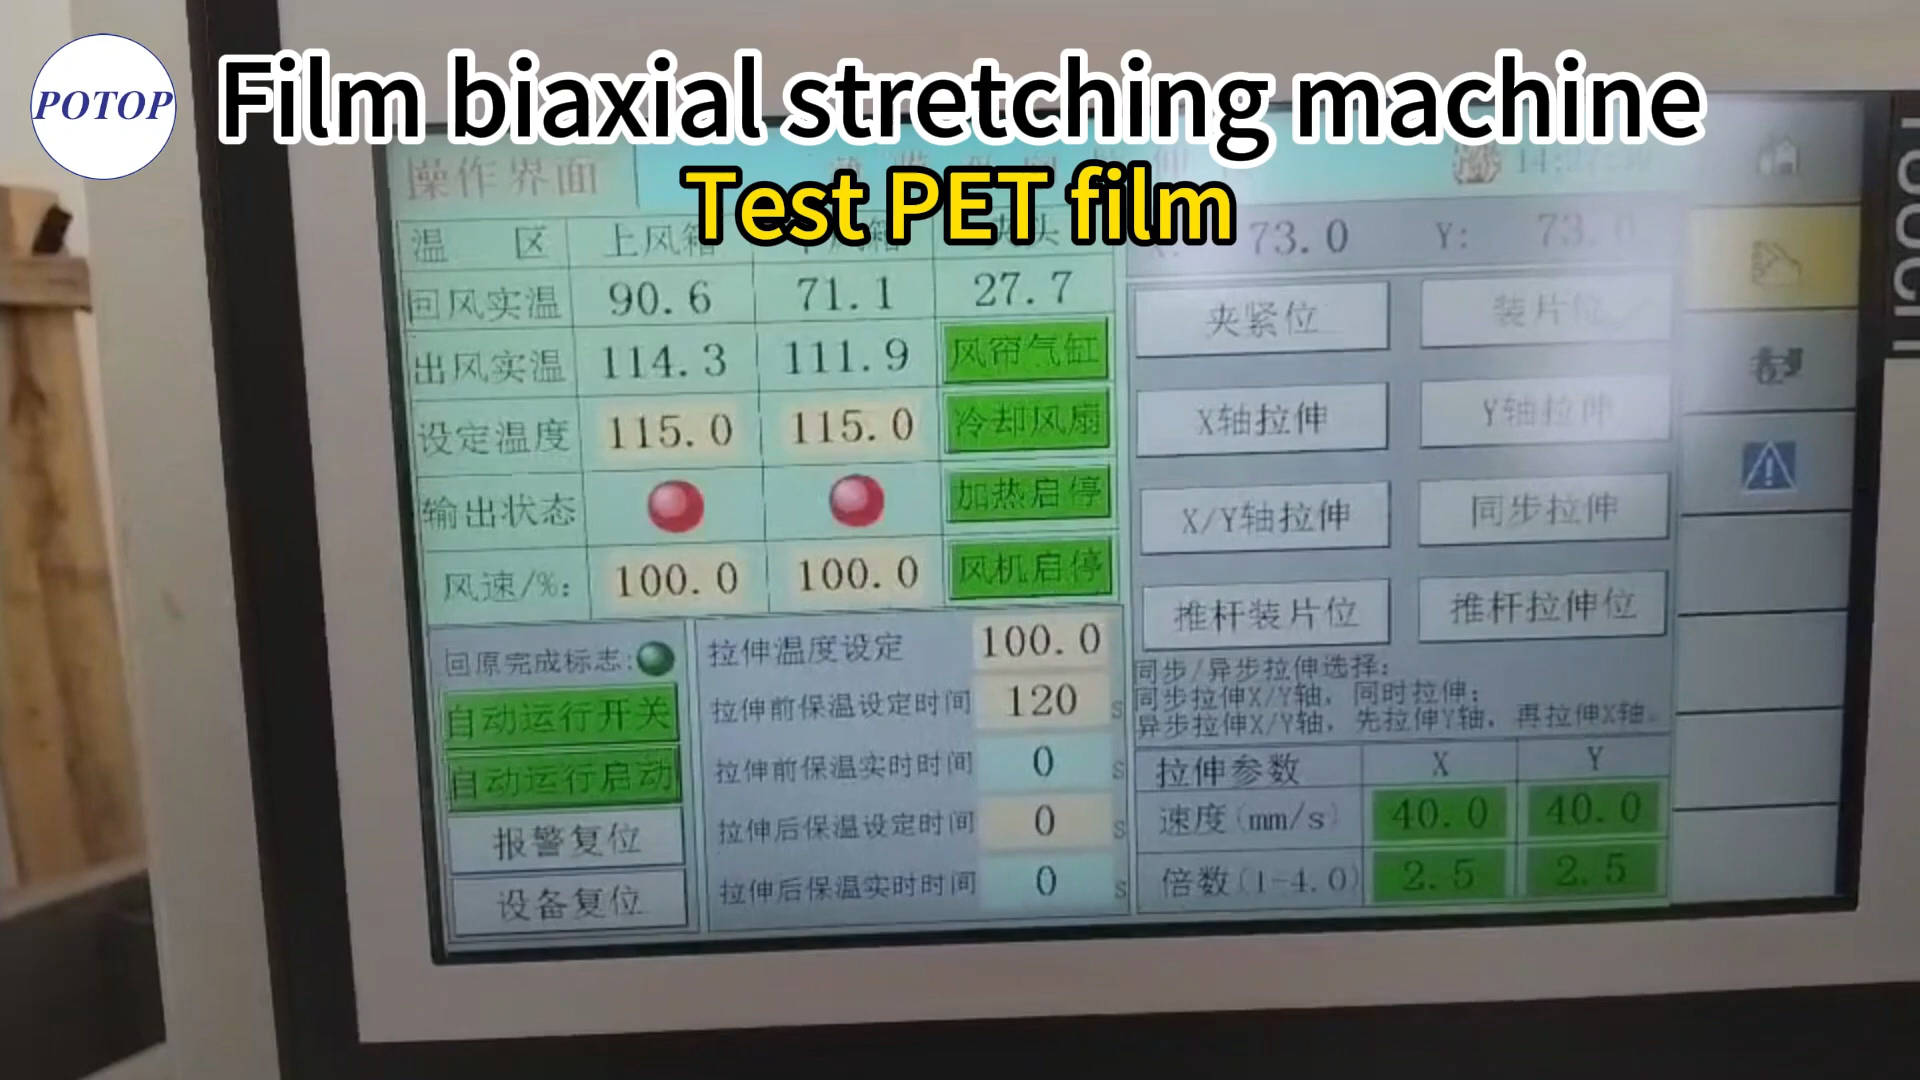 POTOP
Film biaxial stretching machine
Test PET film
操作界面
温 区 上风箱
73.0 Y: 73.0
回风实温 90.6 71.1 27.7
出风实温 114.3 111.9 风帘气缸
设定温度 115.0 115.0 冷却风扇
输出状态 加热启停
风速/%: 100.0 100.0 风机启停
夹紧位 装片位
X轴拉伸 Y轴拉伸
X/Y轴拉伸 同步拉伸
推杆装片位 推杆拉伸位
回原完成标志:
自动运行开关
自动运行启动
报警复位
设备复位
拉伸温度设定 100.0
拉伸前保温设定时间 120 s
拉伸前保温实时时间 0 s
拉伸后保温设定时间 0 s
拉伸后保温实时时间 0 s
同步/异步拉伸选择:
同步拉伸X/Y轴，同时拉伸;
异步拉伸X/Y轴，先拉伸Y轴，再拉伸X轴。
拉伸参数 X Y
速度(mm/s) 40.0 40.0
倍数(1-4.0) 2.5 2.5